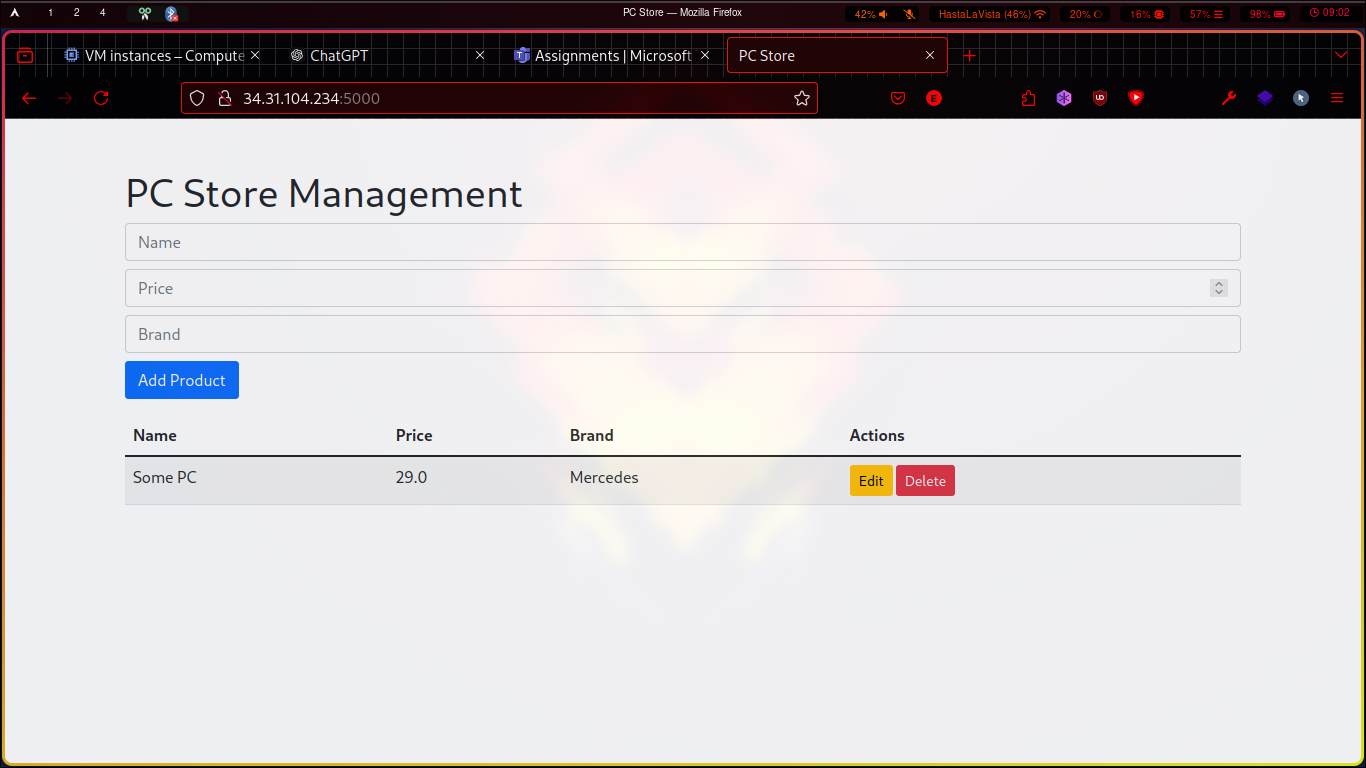 1 2 4 PC Store — Mozilla Firefox 42% HastaLaVista (46%) 20% 16% 57% 98% 09:02
VM instances – Compute ChatGPT Assignments | Microsoft PC Store
34.31.104.234:5000
PC Store Management
Name
Price
Brand
Add Product
Name Price Brand Actions
Some PC 29.0 Mercedes Edit Delete